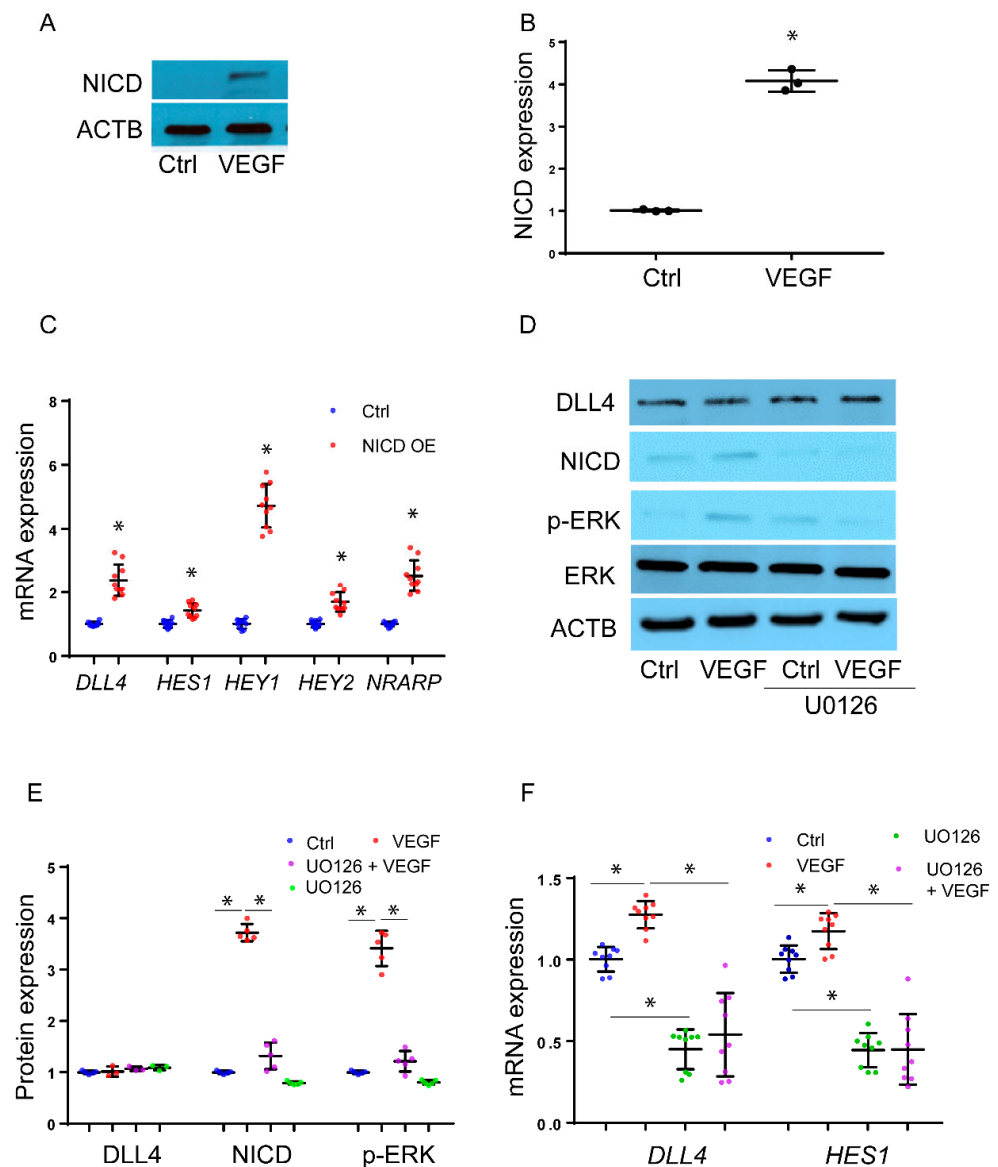 A
NICD
ACTB
Ctrl VEGF
B
*
5
4
3
2
1
0
NICD expression
Ctrl VEGF
C
8
6
4
2
0
mRNA expression
Ctrl
NICD OE
* * * * *
DLL4 HES1 HEY1 HEY2 NRARP
D
DLL4
NICD
p-ERK
ERK
ACTB
Ctrl VEGF Ctrl VEGF
U0126
E
Ctrl VEGF
UO126 + VEGF
UO126
5
4
3
2
1
0
Protein expression
* * * *
DLL4 NICD p-ERK
F
Ctrl UO126
VEGF UO126
+ VEGF
1.5
1.0
0.5
0.0
mRNA expression
* * * *
* *
DLL4 HES1